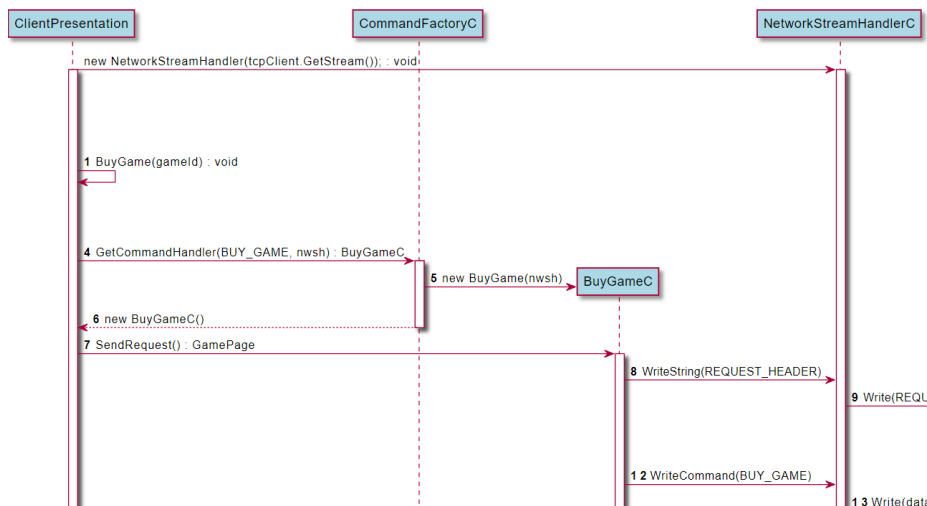 ClientPresentation CommandFactoryC NetworkStreamHandlerC
new NetworkStreamHandler(tcpClient.GetStream()); : void
1 BuyGame(gameId) : void
4 GetCommandHandler(BUY_GAME, nwsh) : BuyGameC
5 new BuyGame(nwsh)
BuyGameC
6 new BuyGameC()
7 SendRequest() : GamePage
8 WriteString(REQUEST_HEADER)
9 Write(REQU
1 2 WriteCommand(BUY_GAME)
1 3 Write(data